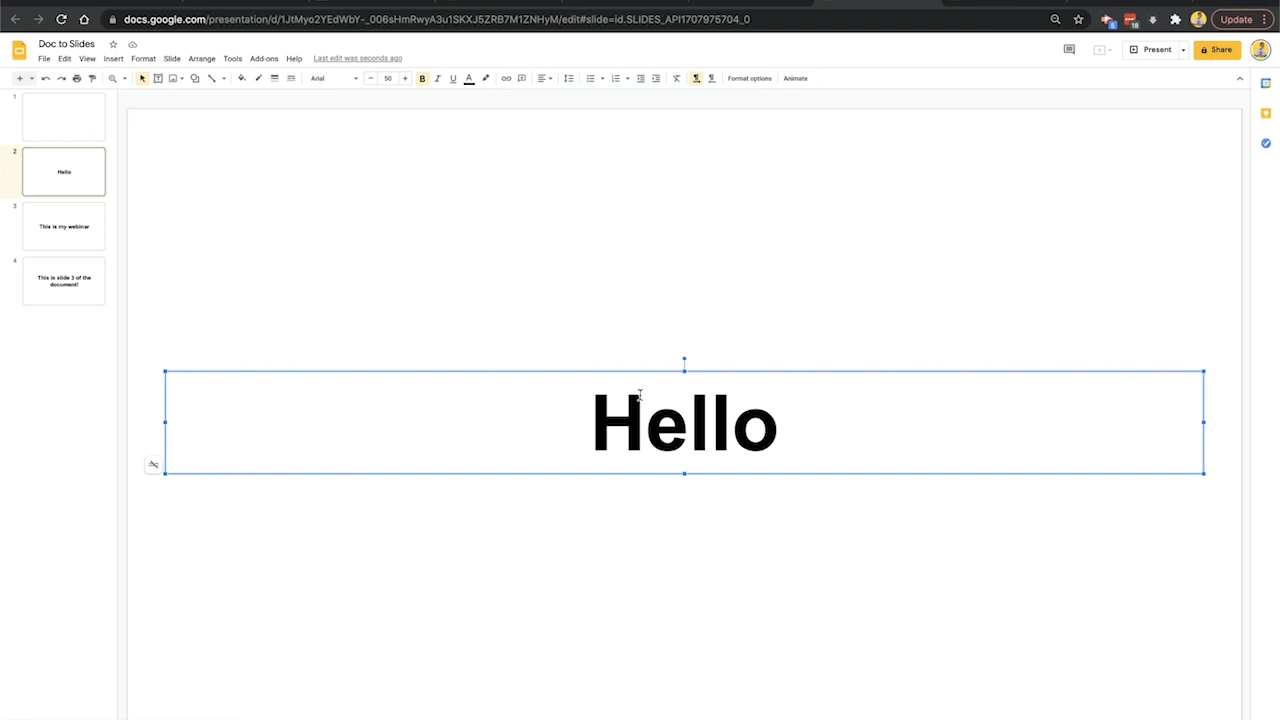 docs.google.com/presentation/d/1JtMyo2YEdWbY-_006sHmRwyA3u1SKXJ5ZRB7M1ZNHyM/edit#slide=id.SLIDES_API1707975704_0
5
18
Update
Doc to Slides
File Edit View Insert Format Slide Arrange Tools Add-ons Help Last edit was seconds ago
Present
Share
Arial
50
B I U A
Format options
Animate
1
2
Hello
3
This is my webinar
4
This is slide 3 of the
document!
Hello